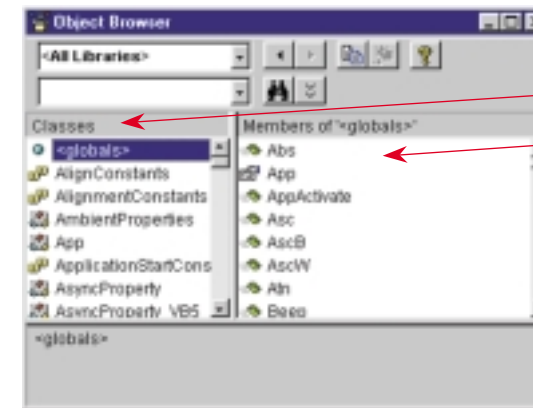 Object Browser
<All Libraries>
Classes
Members of '<globals>'
<globals>
AlignConstants
AlignmentConstants
AmbientProperties
App
ApplicationStartCons
AsyncProperty
AsyncProperty_VB5
Abs
App
AppActivate
Asc
AscB
AscW
Atn
Beep
<globals>